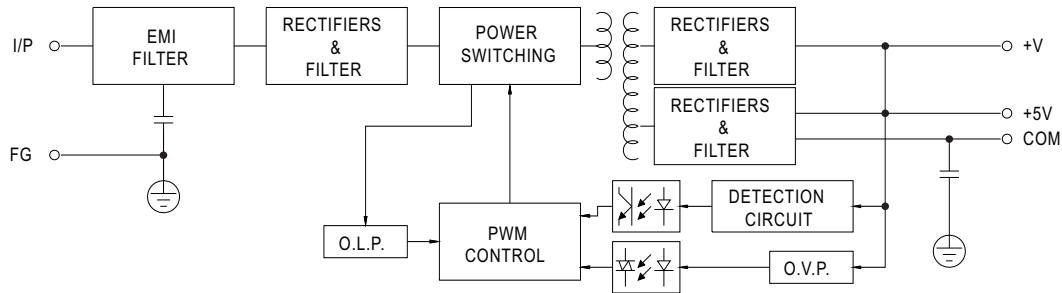 I/P
EMI
FILTER
RECTIFIERS
&
FILTER
POWER
SWITCHING
RECTIFIERS
&
FILTER
+V
RECTIFIERS
&
FILTER
+5V
COM
FG
O.L.P.
PWM
CONTROL
DETECTION
CIRCUIT
O.V.P.